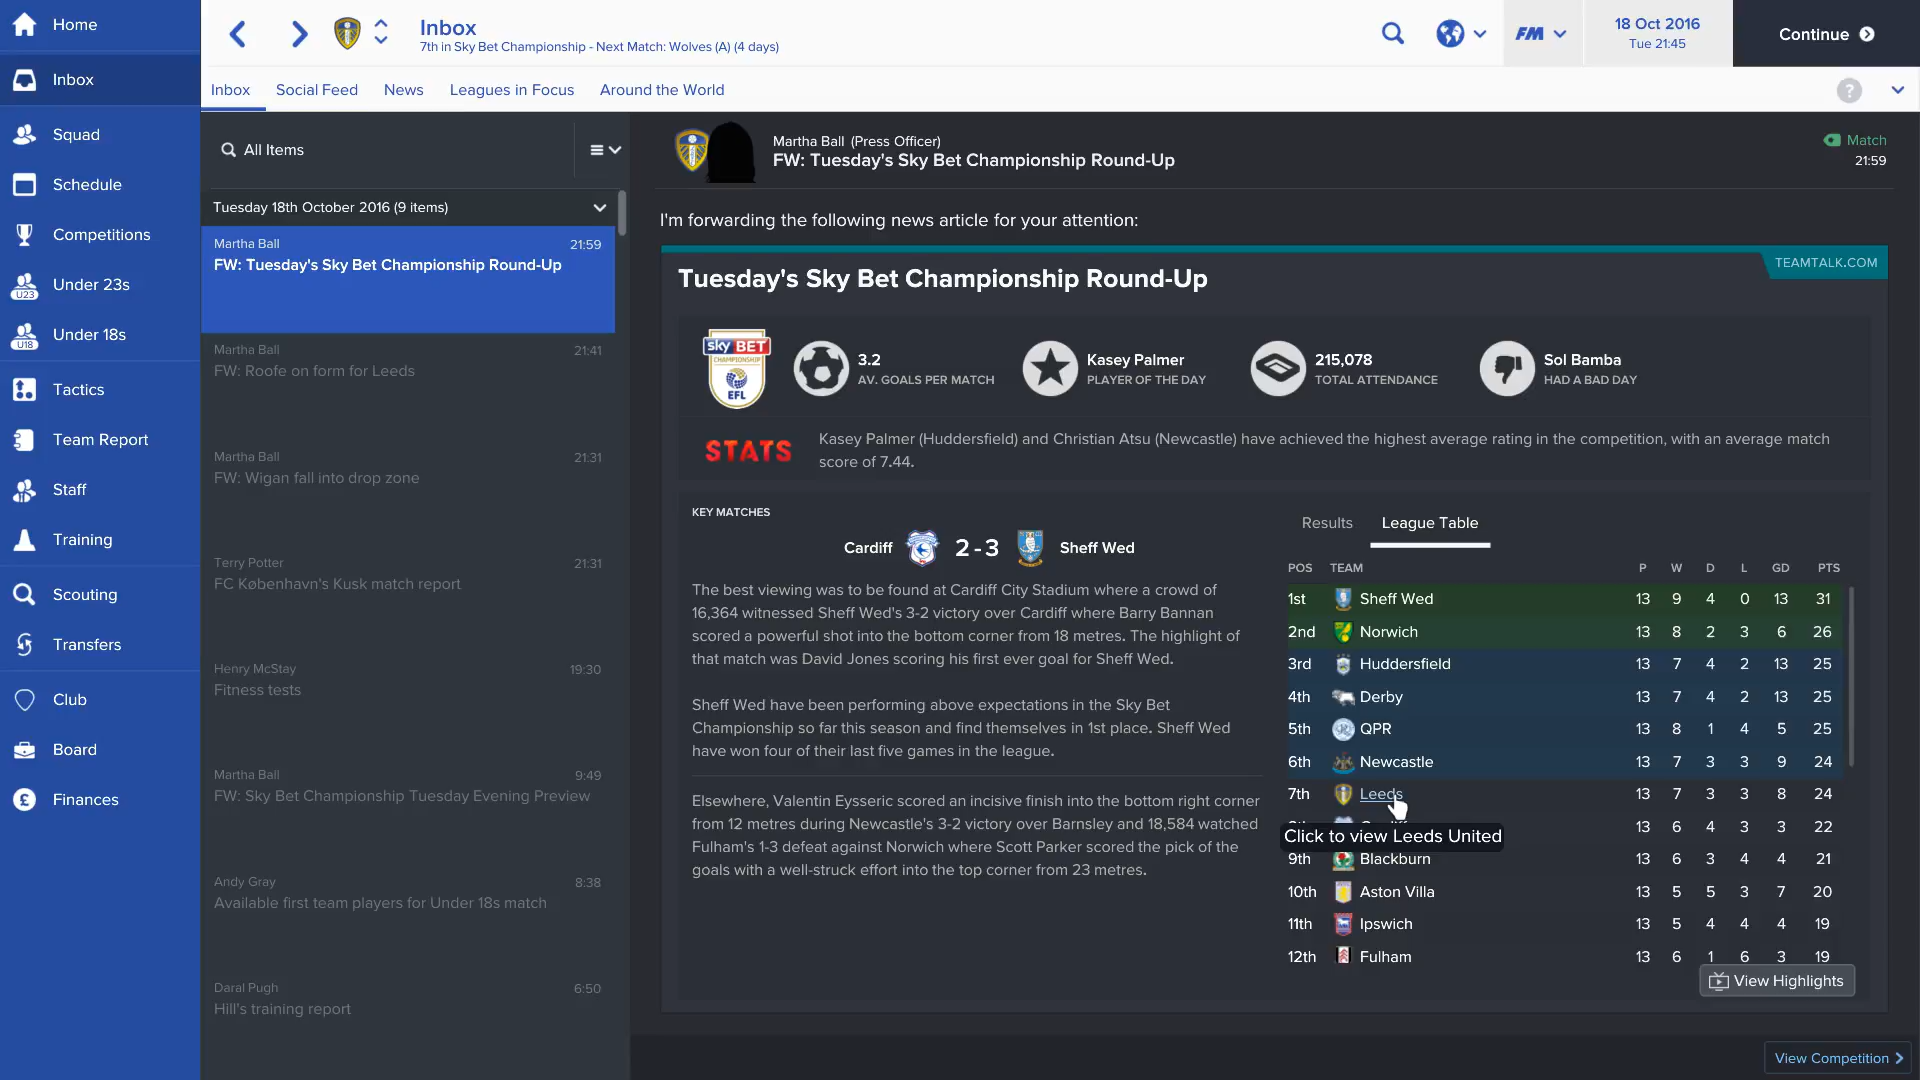 Home
Inbox
Squad
Schedule
Competitions
Under 23s
U23
Under 18s
U18
Tactics
Team Report
Staff
Training
Scouting
Transfers
Club
Board
Finances
Inbox
7th in Sky Bet Championship - Next Match: Wolves (A) (4 days)
FM
18 Oct 2016
Tue 21:45
Continue
Inbox Social Feed News Leagues in Focus Around the World
?
All Items
Tuesday 18th October 2016 (9 items)
Martha Ball 21:59
FW: Tuesday's Sky Bet Championship Round-Up
Martha Ball 21:41
FW: Roofe on form for Leeds
Martha Ball 21:31
FW: Wigan fall into drop zone
Terry Potter 21:31
FC København's Kusk match report
Henry McStay 19:30
Fitness tests
Martha Ball 9:49
FW: Sky Bet Championship Tuesday Evening Preview
Andy Gray 8:38
Available first team players for Under 18s match
Daral Pugh 6:50
Hill's training report
Martha Ball (Press Officer)
FW: Tuesday's Sky Bet Championship Round-Up
Match
21:59
I'm forwarding the following news article for your attention:
TEAMTALK.COM
Tuesday's Sky Bet Championship Round-Up
sky BET
CHAMPIONSHIP
EFL
3.2
AV. GOALS PER MATCH
Kasey Palmer
PLAYER OF THE DAY
215,078
TOTAL ATTENDANCE
Sol Bamba
HAD A BAD DAY
STATS
Kasey Palmer (Huddersfield) and Christian Atsu (Newcastle) have achieved the highest average rating in the competition, with an average match
score of 7.44.
KEY MATCHES
Cardiff 2 - 3 Sheff Wed
The best viewing was to be found at Cardiff City Stadium where a crowd of
16,364 witnessed Sheff Wed's 3-2 victory over Cardiff where Barry Bannan
scored a powerful shot into the bottom corner from 18 metres. The highlight of
that match was David Jones scoring his first ever goal for Sheff Wed.
Sheff Wed have been performing above expectations in the Sky Bet
Championship so far this season and find themselves in 1st place. Sheff Wed
have won four of their last five games in the league.
Elsewhere, Valentin Eysseric scored an incisive finish into the bottom right corner
from 12 metres during Newcastle's 3-2 victory over Barnsley and 18,584 watched
Fulham's 1-3 defeat against Norwich where Scott Parker scored the pick of the
goals with a well-struck effort into the top corner from 23 metres.
Results League Table
POS TEAM P W D L GD PTS
1st Sheff Wed 13 9 4 0 13 31
2nd Norwich 13 8 2 3 6 26
3rd Huddersfield 13 7 4 2 13 25
4th Derby 13 7 4 2 13 25
5th QPR 13 8 1 4 5 25
6th Newcastle 13 7 3 3 9 24
7th Leeds 13 7 3 3 8 24
13 6 4 3 3 22
Click to view Leeds United
9th Blackburn 13 6 3 4 4 21
10th Aston Villa 13 5 5 3 7 20
11th Ipswich 13 5 4 4 4 19
12th Fulham 13 6 1 6 3 19
View Highlights
View Competition